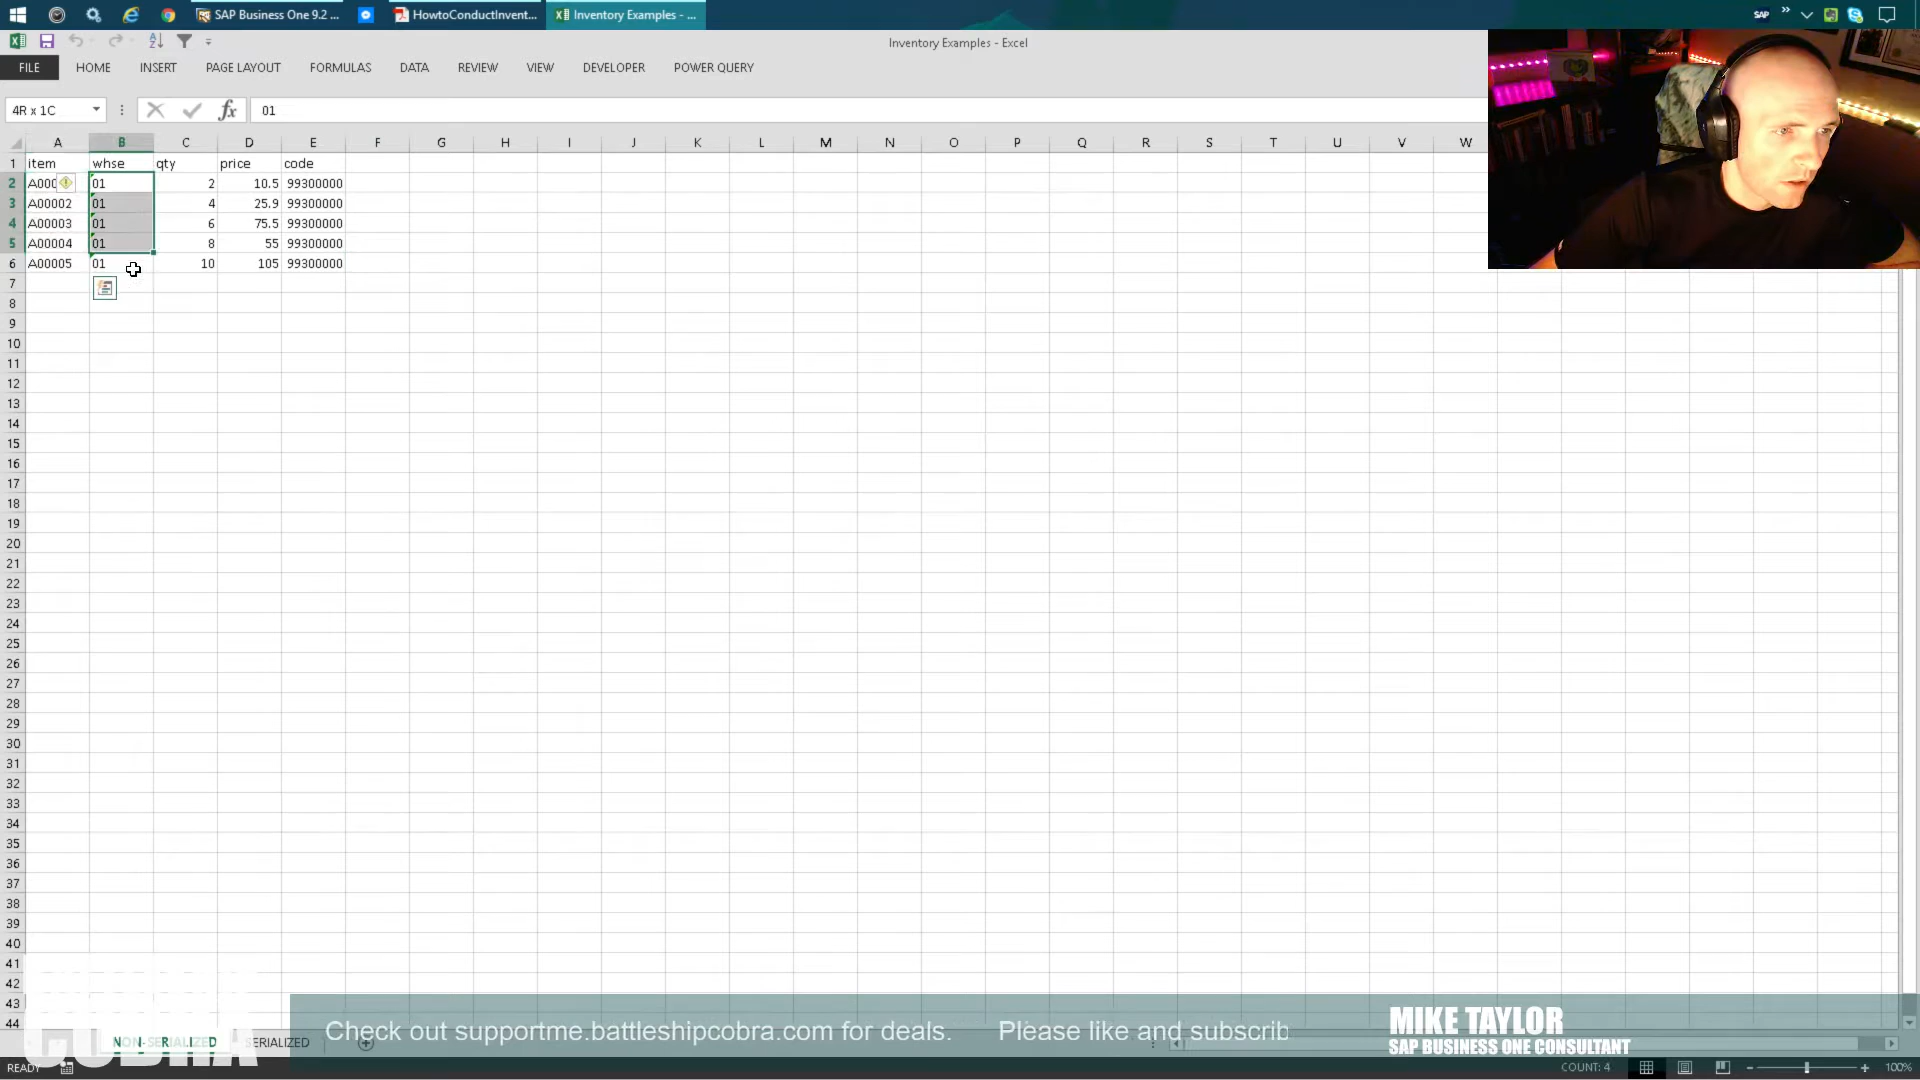 SAP Business One 9.2 ...
HowtoConductInvent...
Inventory Examples - ...
SAP
Inventory Examples - Excel
FILE HOME INSERT PAGE LAYOUT FORMULAS DATA REVIEW VIEW DEVELOPER POWER QUERY
4R x 1C fx 01
A B C D E F G H I J K L M N O P Q R S T U V W
1 item whse qty price code
2 A000 01 2 10.5 99300000
3 A00002 01 4 25.9 99300000
4 A00003 01 6 75.5 99300000
5 A00004 01 8 55 99300000
6 A00005 01 10 105 99300000
7
8
9
10
11
12
13
14
15
16
17
18
19
20
21
22
23
24
25
26
27
28
29
30
31
32
33
34
35
36
37
38
39
40
41
42
43
44
Check out supportme.battleshipcobra.com for deals. Please like and subscrib
MIKE TAYLOR
SAP BUSINESS ONE CONSULTANT
NON-SERIALIZED SERIALIZED
COBRA
READY COUNT: 4 100%